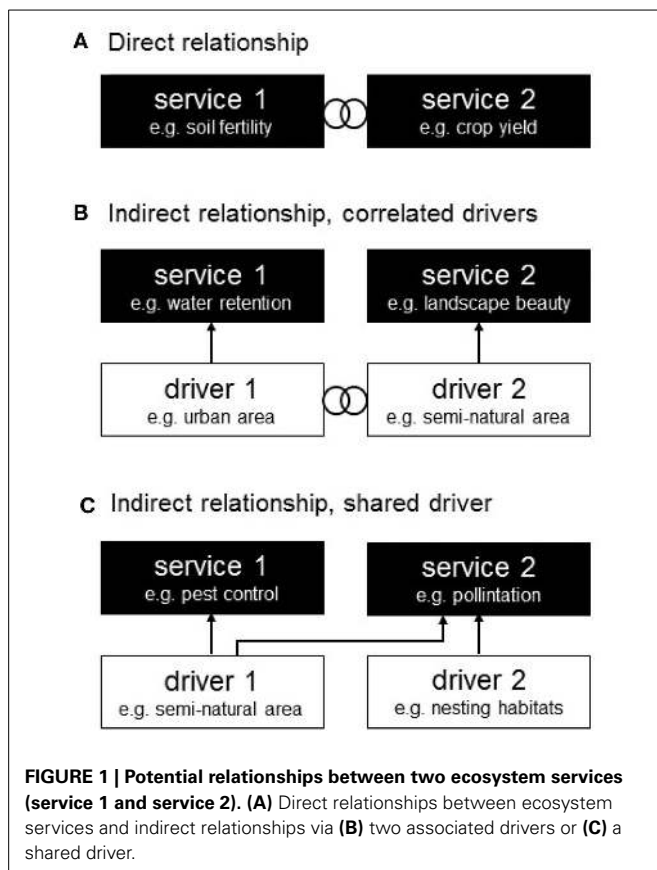 A Direct relationship
service 1 service 2
e.g. soil fertility e.g. crop yield
B Indirect relationship, correlated drivers
service 1 service 2
e.g. water retention e.g. landscape beauty
driver 1 driver 2
e.g. urban area e.g. semi-natural area
C Indirect relationship, shared driver
service 1 service 2
e.g. pest control e.g. pollintation
driver 1 driver 2
e.g. semi-natural area e.g. nesting habitats
FIGURE 1 | Potential relationships between two ecosystem services
(service 1 and service 2). (A) Direct relationships between ecosystem
services and indirect relationships via (B) two associated drivers or (C) a
shared driver.